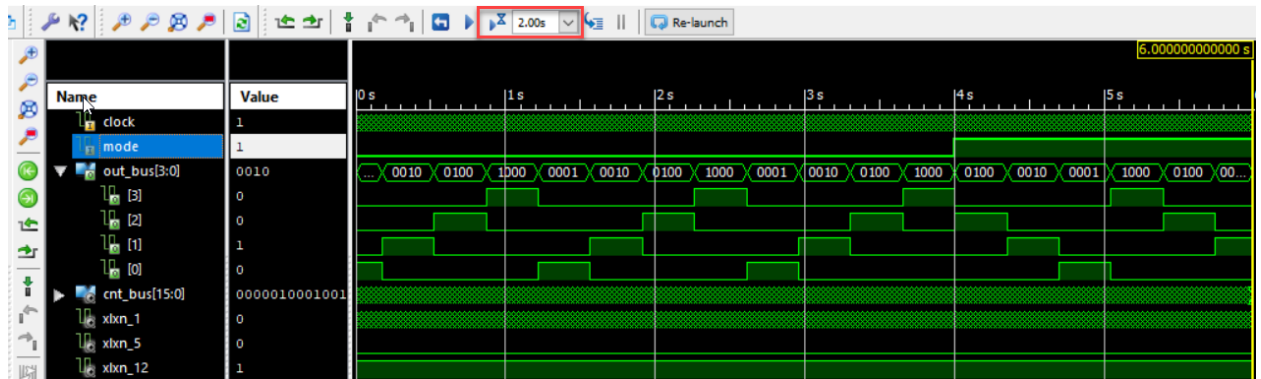 2.00s Re-launch
6.000000000000 s
Name Value 0 s 1 s 2 s 3 s 4 s 5 s
clock 1
mode 1
out_bus[3:0] 0010 ... 0010 0100 1000 0001 0010 0100 1000 0001 0010 0100 1000 0100 0010 0001 1000 0100 00...
[3] 0
[2] 0
[1] 1
[0] 0
cnt_bus[15:0] 0000010001001
xlxn_1 0
xlxn_5 0
xlxn_12 1